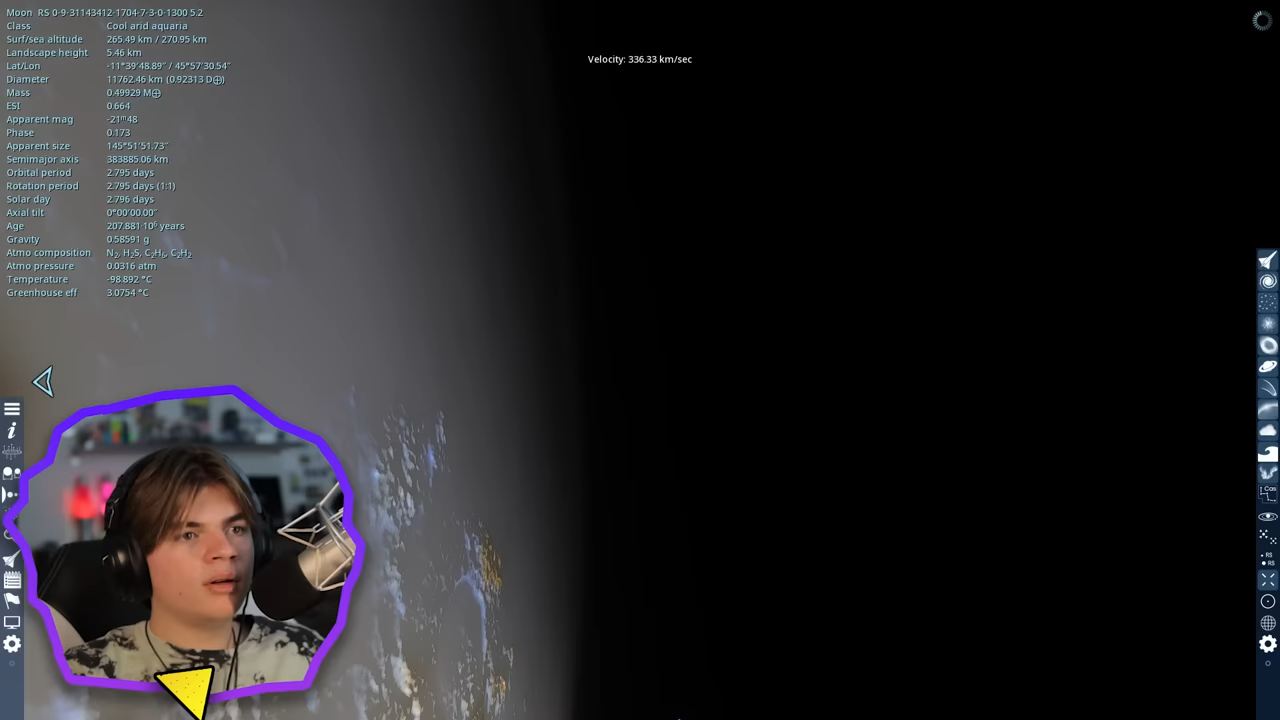 Moon RS 0-9-31143412-1704-7-3-0-1300 5.2
Class Cool arid aquaria
Surf/sea altitude 265.49 km / 270.95 km
Landscape height 5.46 km
Lat/Lon -11°39'48.89" / 45°57'30.54"
Diameter 11762.46 km (0.92313 D⊕)
Mass 0.49929 M⊕
ESI 0.664
Apparent mag -21ᵐ48
Phase 0.173
Apparent size 145°51'51.73"
Semimajor axis 383885.06 km
Orbital period 2.795 days
Rotation period 2.795 days (1:1)
Solar day 2.796 days
Axial tilt 0°00'00.00"
Age 207.881·10⁶ years
Gravity 0.58591 g
Atmo composition N₂, H₂S, C₂H₆, C₂H₂
Atmo pressure 0.0316 atm
Temperature -98.892 °C
Greenhouse eff 3.0754 °C
Velocity: 336.33 km/sec
Cas
RS
RS